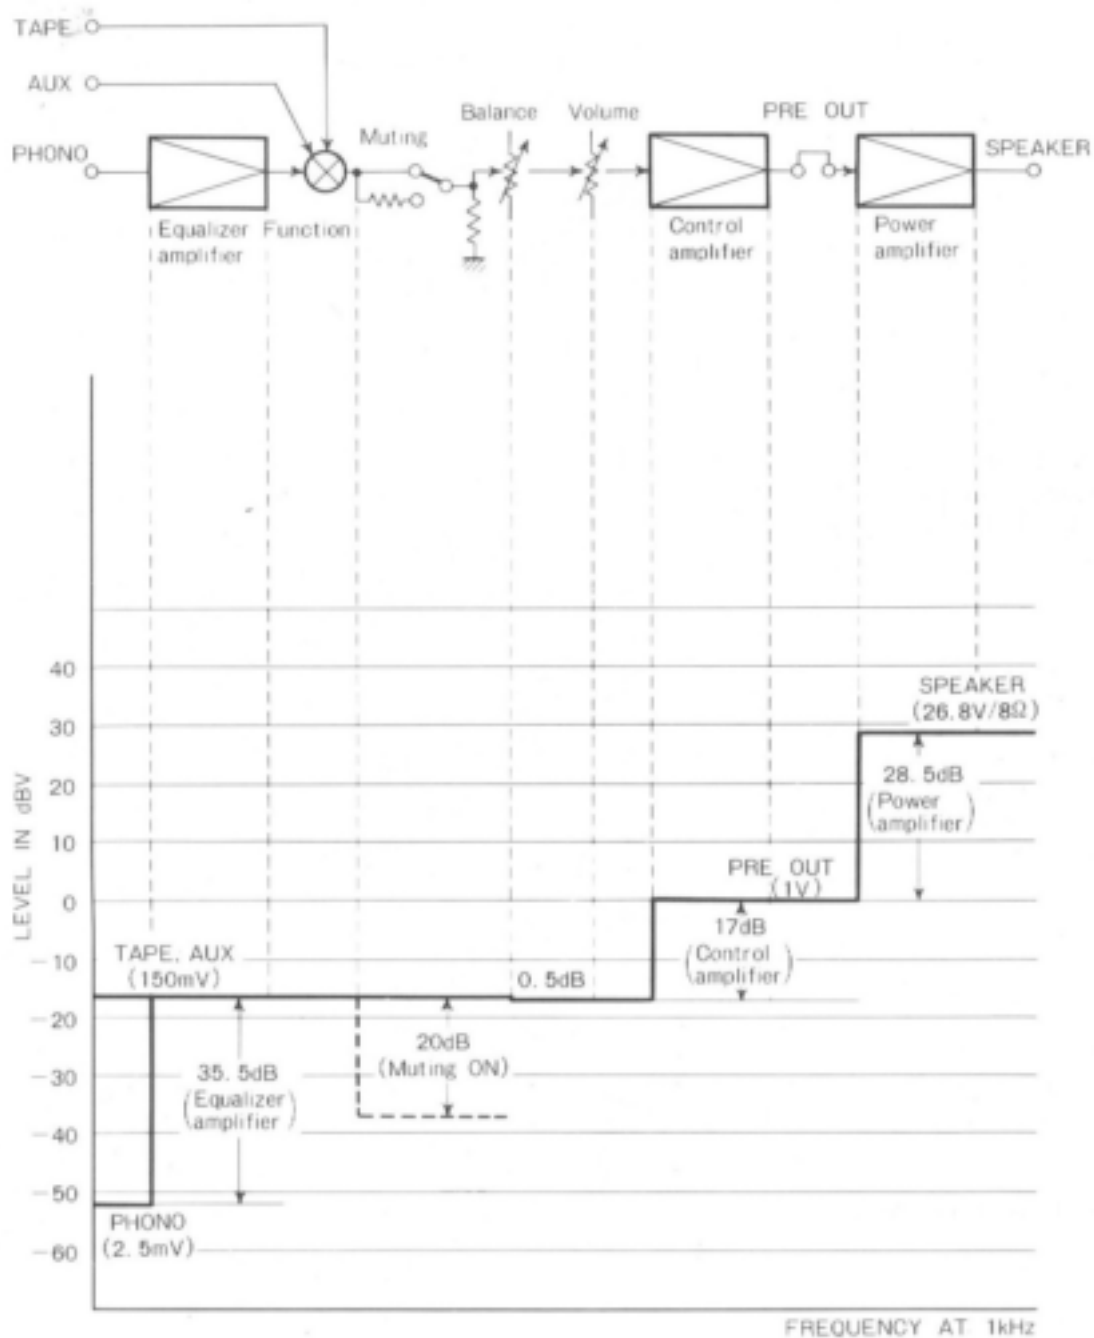 TAPE
AUX
Balance
Volume
PRE OUT
PHONO
Muting
SPEAKER
Equalizer
amplifier
Function
Control
amplifier
Power
amplifier
LEVEL IN dBV
40
30
20
10
0
-10
-20
-30
-40
-50
-60
SPEAKER
(26.8V/8Ω)
28.5dB
(Power
amplifier)
PRE OUT
(1V)
17dB
(Control
amplifier)
TAPE, AUX
(150mV)
0.5dB
20dB
(Muting ON)
35.5dB
(Equalizer
amplifier)
PHONO
(2.5mV)
FREQUENCY AT 1kHz